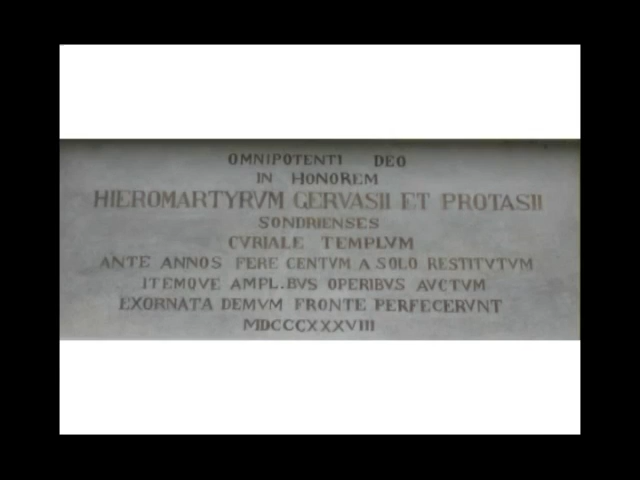 OMNIPOTENTI DEO
IN HONOREM
HIEROMARTYRVM GERVASII ET PROTASII
SONDRIENSES
CVRIALE TEMPLVM
ANTE ANNOS FERE CENTVM A SOLO RESTITVTVM
ITEMQVE AMPL.BVS OPERIBVS AVCTVM
EXORNATA DEMVM FRONTE PERFECERVNT
MDCCCXXXVIII